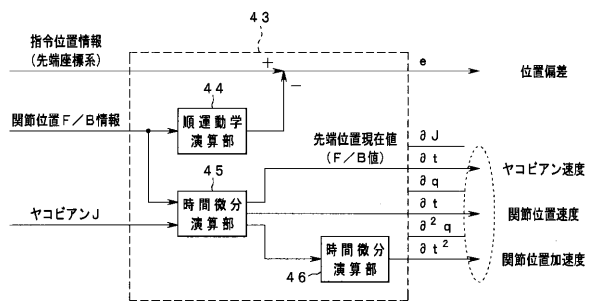 43
指令位置情報
(先端座標系)
+
−
e
位置偏差
44
関節位置F/B情報
順運動学
演算部
先端位置現在値
(F/B値)
∂J
∂t
ヤコビアン速度
45
∂q
∂t
関節位置速度
ヤコビアンJ
時間微分
演算部
∂² q
∂t²
関節位置加速度
時間微分
演算部
46